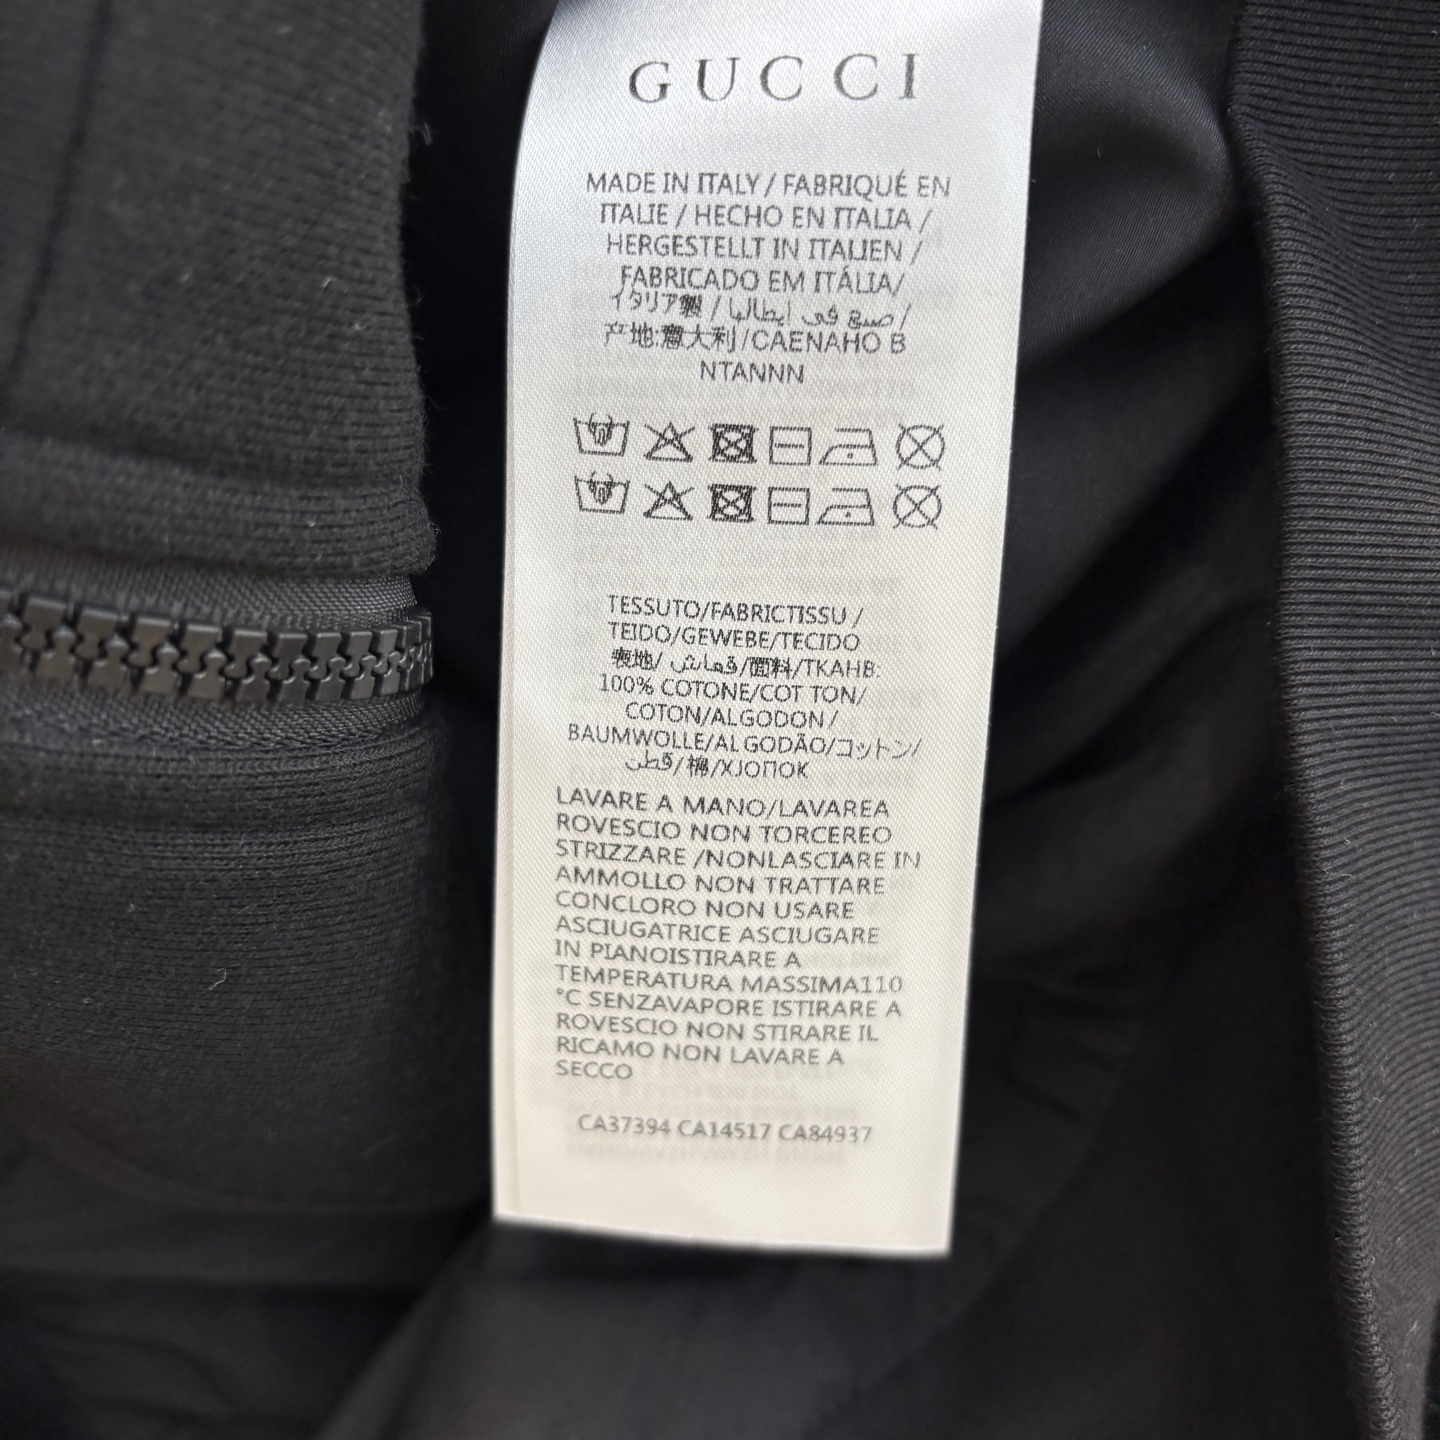 GUCCI
MADE IN ITALY / FABRIQUÉ EN
ITALIE / HECHO EN ITALIA /
HERGESTELLT IN ITALIEN /
FABRICADO EM ITÁLIA/
イタリア製 / صنع في ايطاليا /
产地:意大利/CAENAHO B
NTANNN
TESSUTO/FABRICTISSU /
TEIDO/GEWEBE/TECIDO
表地/ قماش/面料/TKAHB:
100% COTONE/COT TON/
COTON/ALGODON/
BAUMWOLLE/ALGODÃO/コットン/
قطن/棉/XJOПOK
LAVARE A MANO/LAVAREA
ROVESCIO NON TORCEREO
STRIZZARE /NONLASCIARE IN
AMMOLLO NON TRATTARE
CONCLORO NON USARE
ASCIUGATRICE ASCIUGARE
IN PIANOISTIRARE A
TEMPERATURA MASSIMA110
°C SENZAVAPORE ISTIRARE A
ROVESCIO NON STIRARE IL
RICAMO NON LAVARE A
SECCO
CA37394 CA14517 CA84937